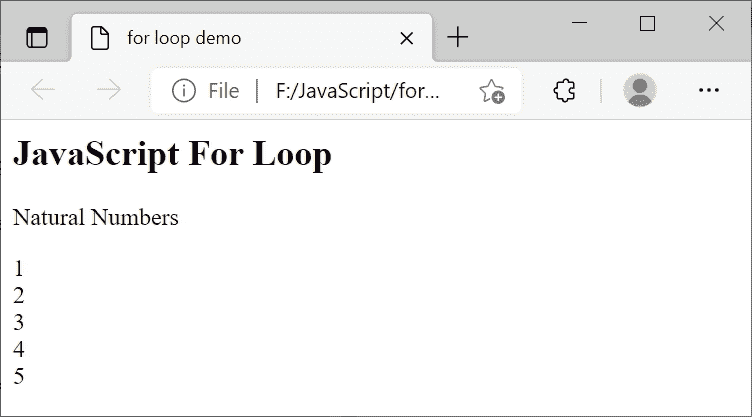 for loop demo
File | F:/JavaScript/for...
JavaScript For Loop
Natural Numbers
1
2
3
4
5